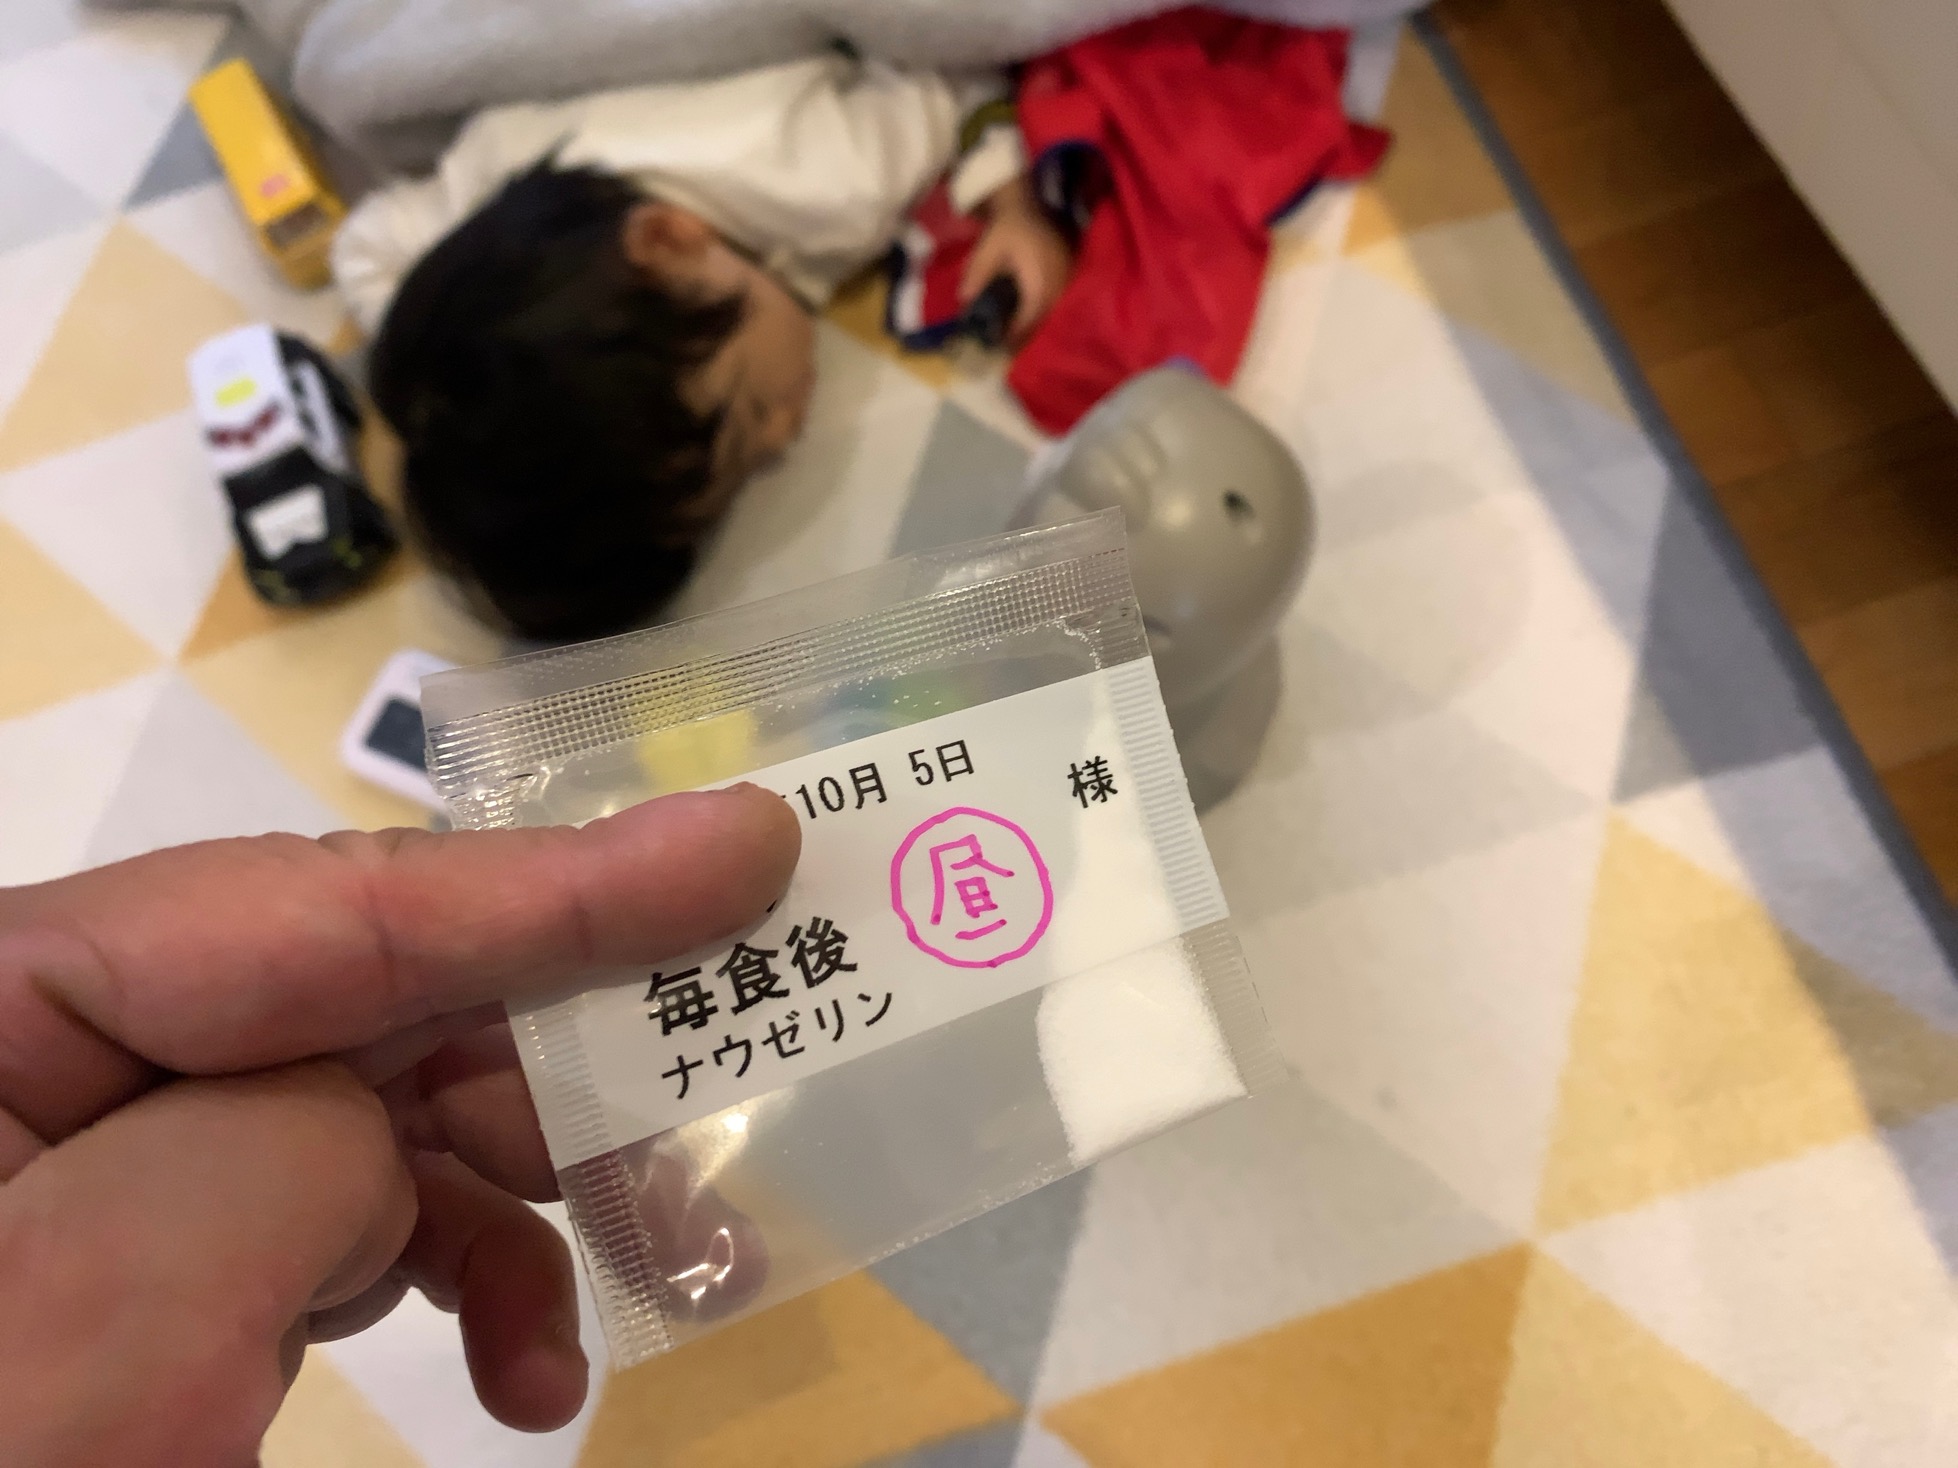 10月 5日
様
昼
毎食後
ナウゼリン